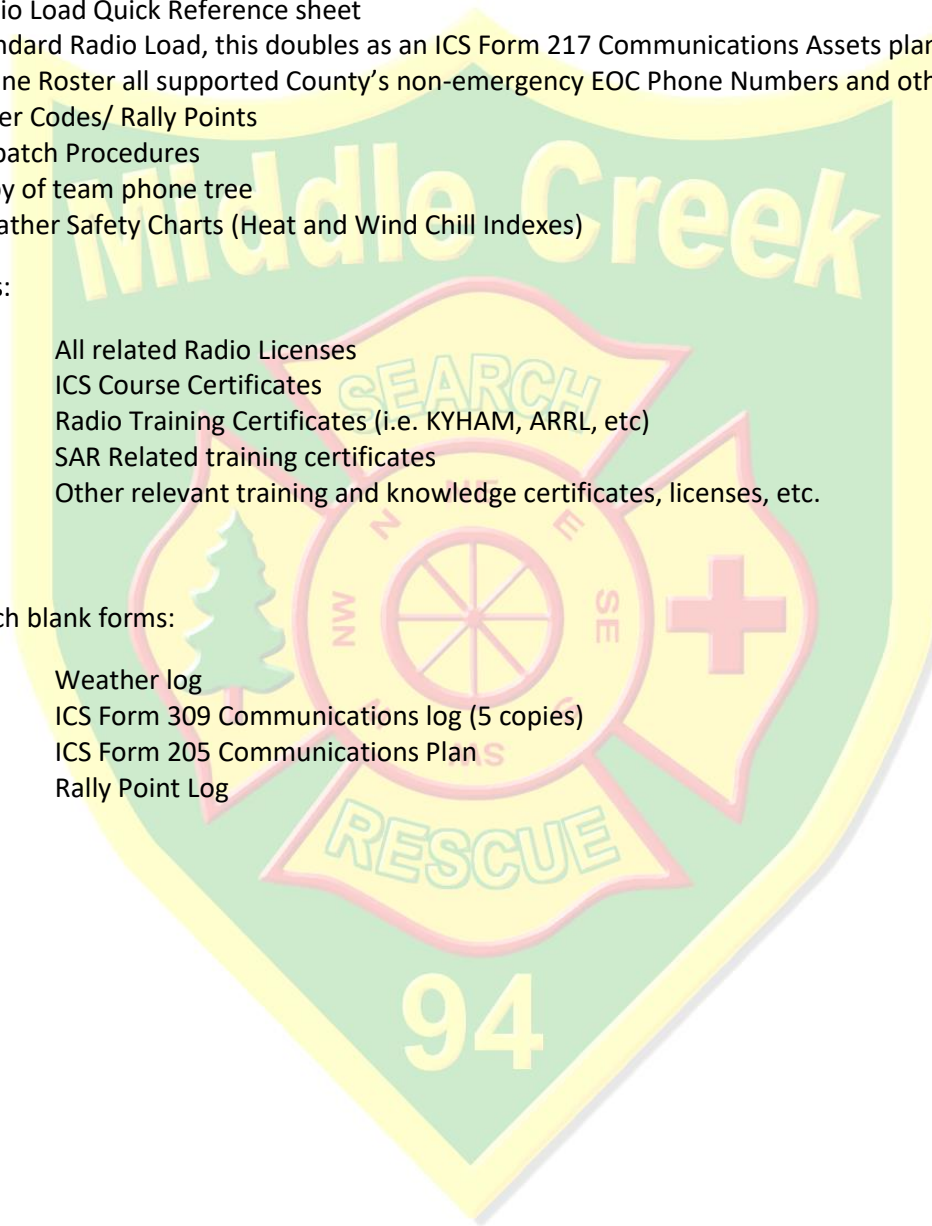 io Load Quick Reference sheet
ndard Radio Load, this doubles as an ICS Form 217 Communications Assets plan
ne Roster all supported County's non-emergency EOC Phone Numbers and oth
er Codes/ Rally Points
patch Procedures
y of team phone tree
ather Safety Charts (Heat and Wind Chill Indexes)
Middle Creek
s:
All related Radio Licenses
ICS Course Certificates
SEARCH
Radio Training Certificates (i.e. KYHAM, ARRL, etc)
SAR Related training certificates
Other relevant training and knowledge certificates, licenses, etc.
N
NE
E
SE
NW
ch blank forms:
Weather log
ICS Form 309 Communications log (5 copies)
ICS Form 205 Communications Plan
SW
Rally Point Log
RESCUE
94